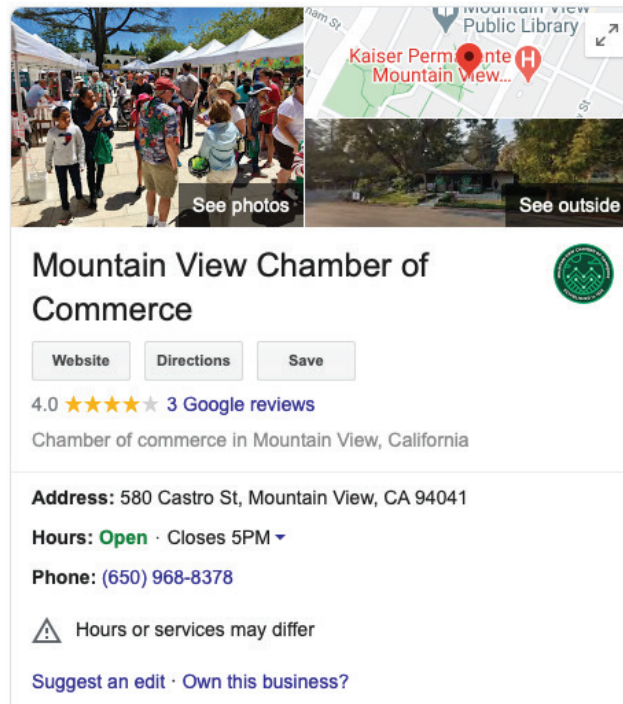 Mountain View
Public Library
Kaiser Permanente
Mountain View...
H
See photos
See outside
Mountain View Chamber of
Commerce
Website
Directions
Save
4.0 ★★★★★ 3 Google reviews
Chamber of commerce in Mountain View, California
Address: 580 Castro St, Mountain View, CA 94041
Hours: Open · Closes 5PM
Phone: (650) 968-8378
Hours or services may differ
Suggest an edit · Own this business?